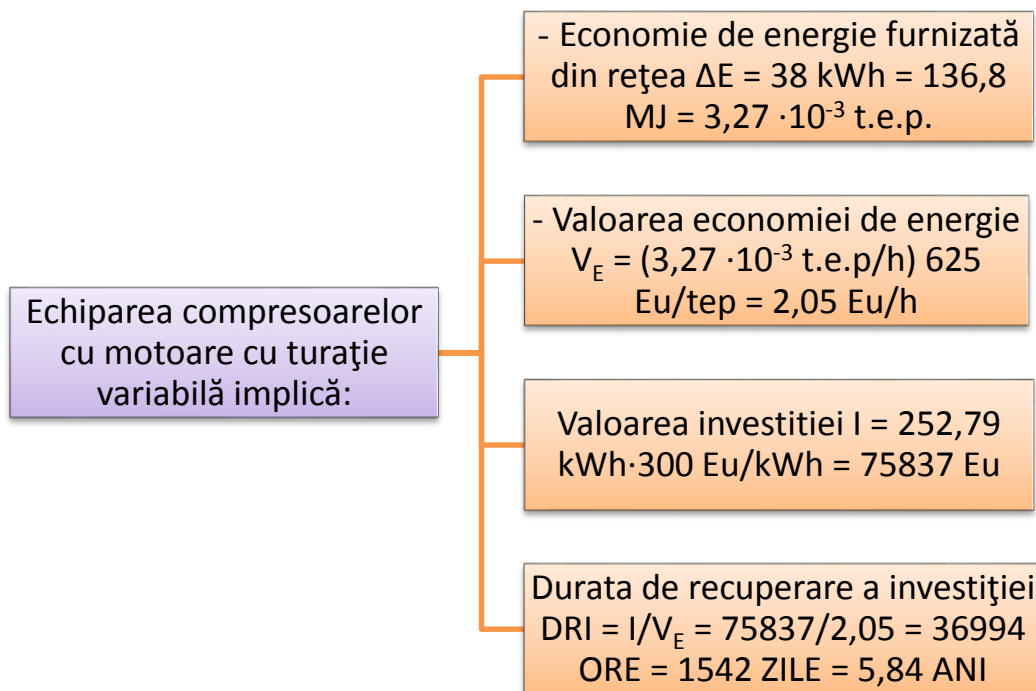 Echiparea compresoarelor
cu motoare cu turaţie
variabilă implică:
- Economie de energie furnizată
din reţea ΔE = 38 kWh = 136,8
MJ = 3,27 ·10⁻³ t.e.p.
- Valoarea economiei de energie
V_E = (3,27 ·10⁻³ t.e.p/h) 625
Eu/tep = 2,05 Eu/h
Valoarea investitiei I = 252,79
kWh·300 Eu/kWh = 75837 Eu
Durata de recuperare a investiţiei
DRI = I/V_E = 75837/2,05 = 36994
ORE = 1542 ZILE = 5,84 ANI